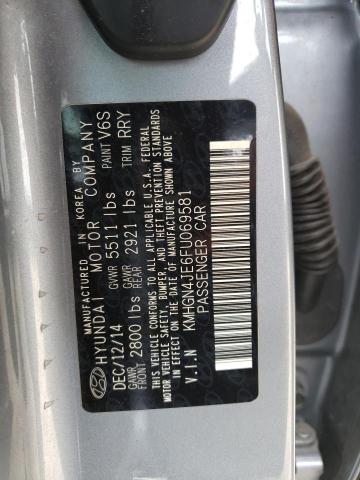 MANUFACTURED IN KOREA BY
HYUNDAI MOTOR COMPANY
DEC/12/14 GVWR 5511 lbs PAINT V6S
GAWR FRONT 2800 lbs GAWR REAR 2921 lbs TRIM RRY
THIS VEHICLE CONFORMS TO ALL APPLICABLE U.S.A. FEDERAL
MOTOR VEHICLE SAFETY, BUMPER, AND THEFT PREVENTION STANDARDS
IN EFFECT ON THE DATE OF MANUFACTURE SHOWN ABOVE.
V.I.N KMHGN4JE6FU069581
PASSENGER CAR